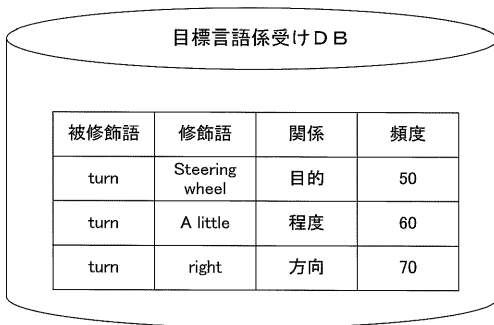 目標言語係受けＤＢ
被修飾語 修飾語 関係 頻度
turn Steering wheel 目的 50
turn A little 程度 60
turn right 方向 70